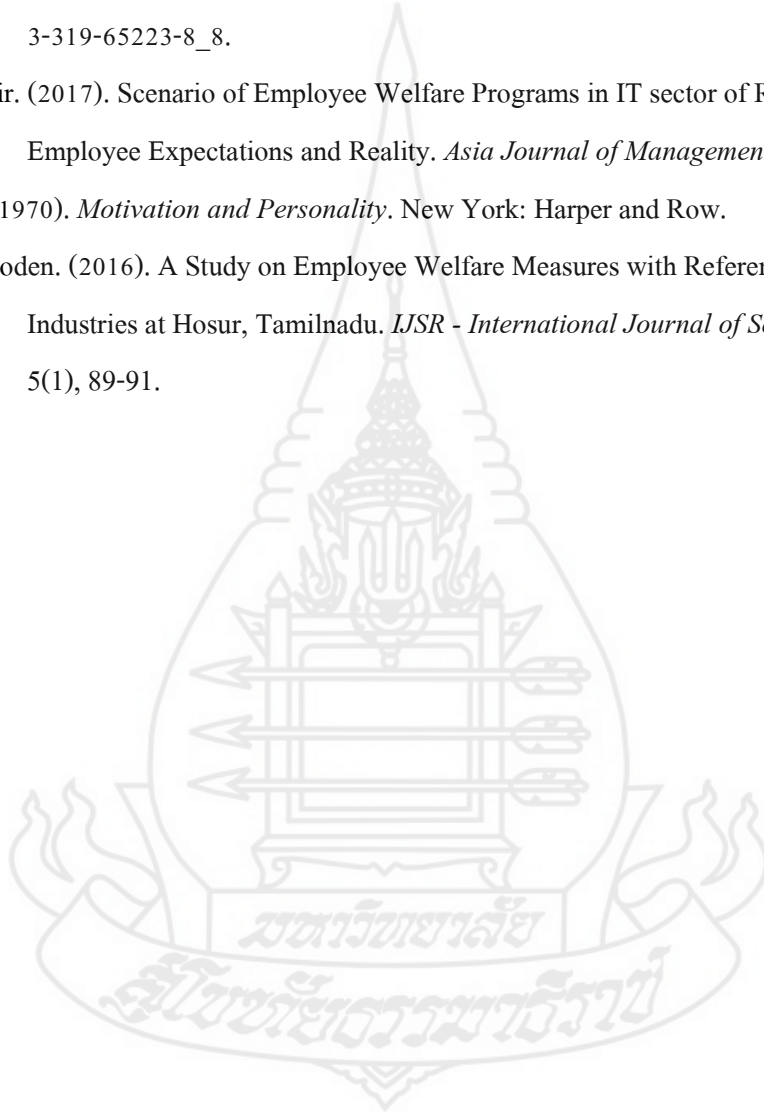 3-319-65223-8_8.
ir. (2017). Scenario of Employee Welfare Programs in IT sector of R
Employee Expectations and Reality. Asia Journal of Managemen
1970). Motivation and Personality. New York: Harper and Row.
oden. (2016). A Study on Employee Welfare Measures with Referen
Industries at Hosur, Tamilnadu. IJSR - International Journal of Sc
5(1), 89-91.
มหาวิทยาลัย
สุโขทัยธรรมาธิราช